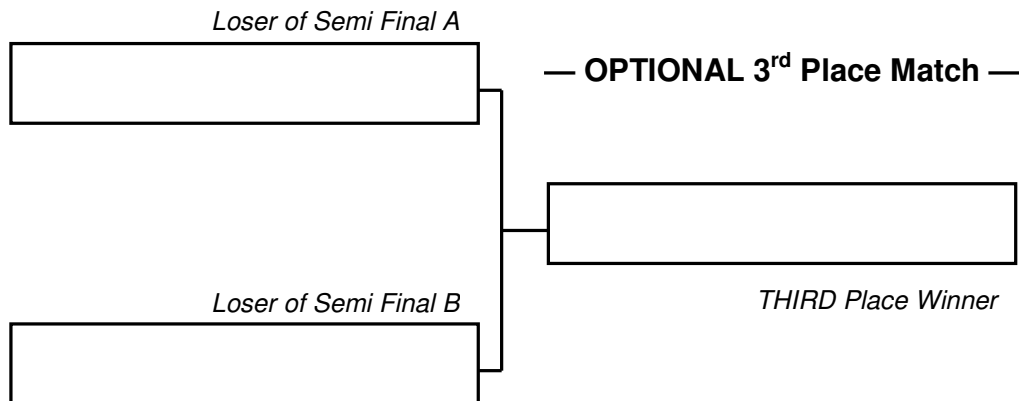 Loser of Semi Final A
— OPTIONAL 3rd Place Match —
Loser of Semi Final B
THIRD Place Winner